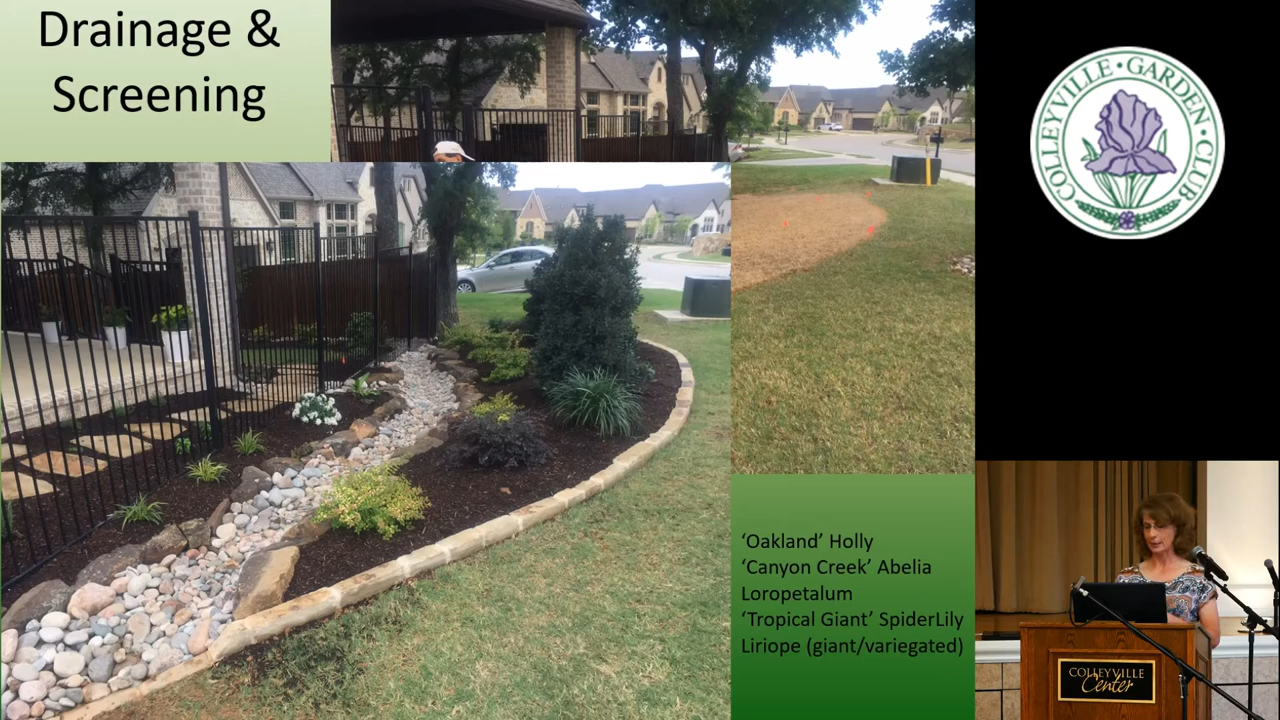 Drainage &
Screening
COLLEYVILLE · GARDEN · CLUB
‘Oakland’ Holly
‘Canyon Creek’ Abelia
Loropetalum
‘Tropical Giant’ SpiderLily
Liriope (giant/variegated)
COLLEYVILLE
Center